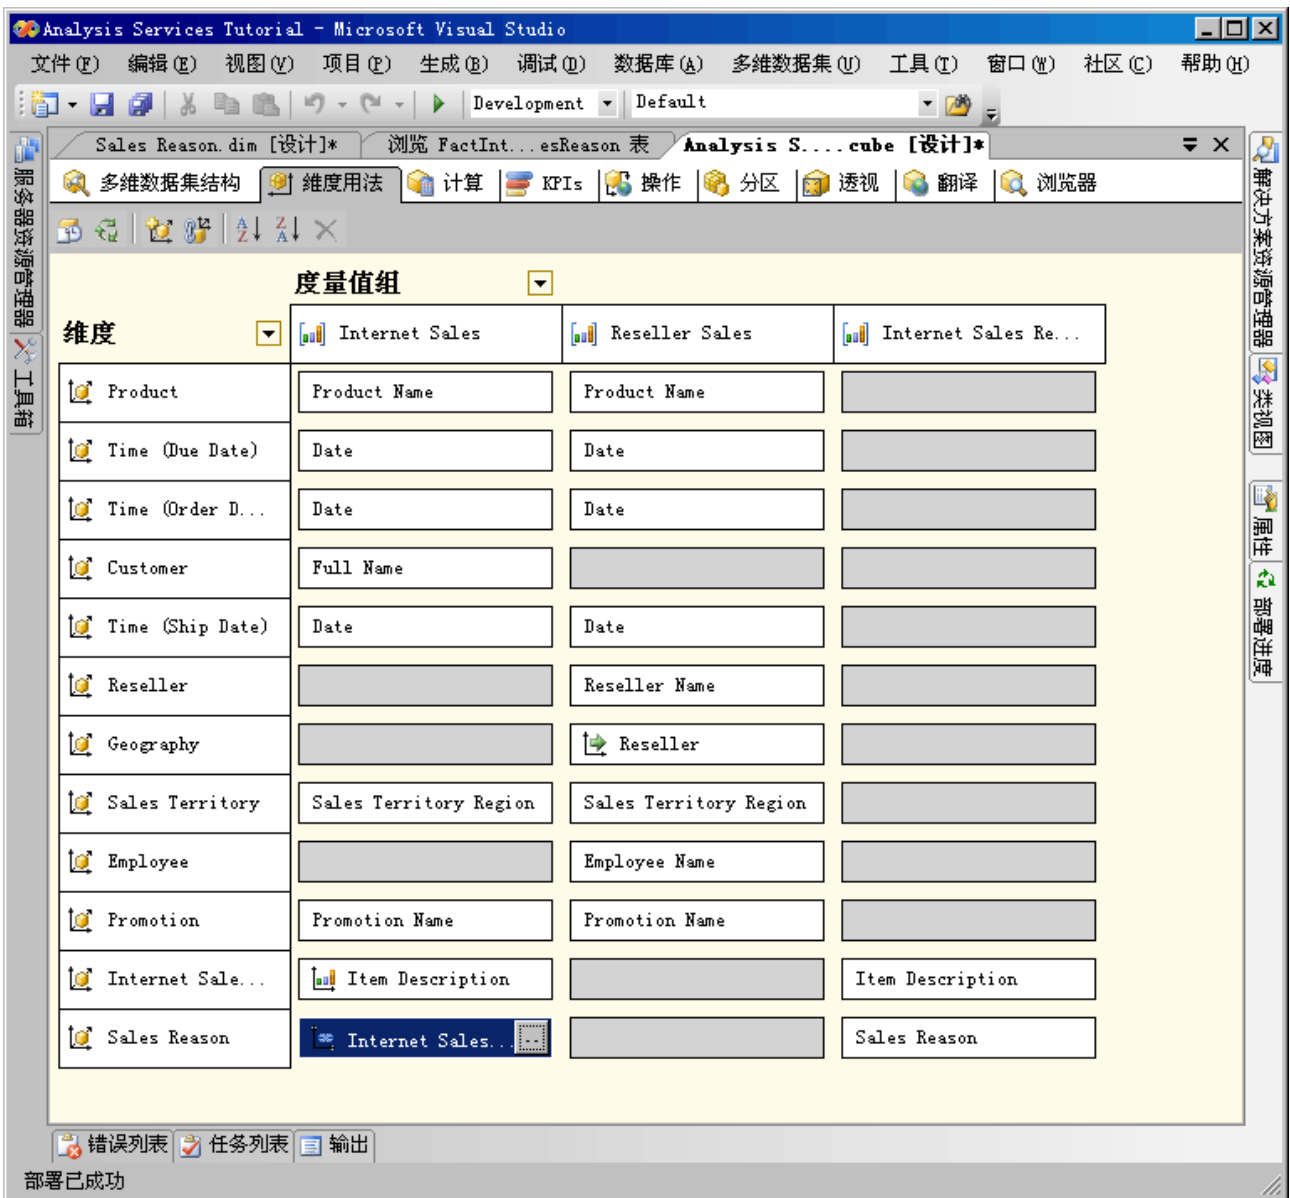 Analysis Services Tutorial - Microsoft Visual Studio
文件(F) 编辑(E) 视图(V) 项目(P) 生成(B) 调试(D) 数据库(A) 多维数据集(U) 工具(T) 窗口(W) 社区(C) 帮助(H)
Development Default
Sales Reason.dim [设计]* 浏览 FactInt...esReason 表 Analysis S....cube [设计]*
多维数据集结构 维度用法 计算 KPIs 操作 分区 透视 翻译 浏览器
服务器资源管理器
工具箱
度量值组
维度 Internet Sales Reseller Sales Internet Sales Re...
Product Product Name Product Name
Time (Due Date) Date Date
Time (Order D... Date Date
Customer Full Name
Time (Ship Date) Date Date
Reseller Reseller Name
Geography Reseller
Sales Territory Sales Territory Region Sales Territory Region
Employee Employee Name
Promotion Promotion Name Promotion Name
Internet Sale... Item Description Item Description
Sales Reason Internet Sales... Sales Reason
解决方案资源管理器
类视图
属性
部署进度
错误列表 任务列表 输出
部署已成功